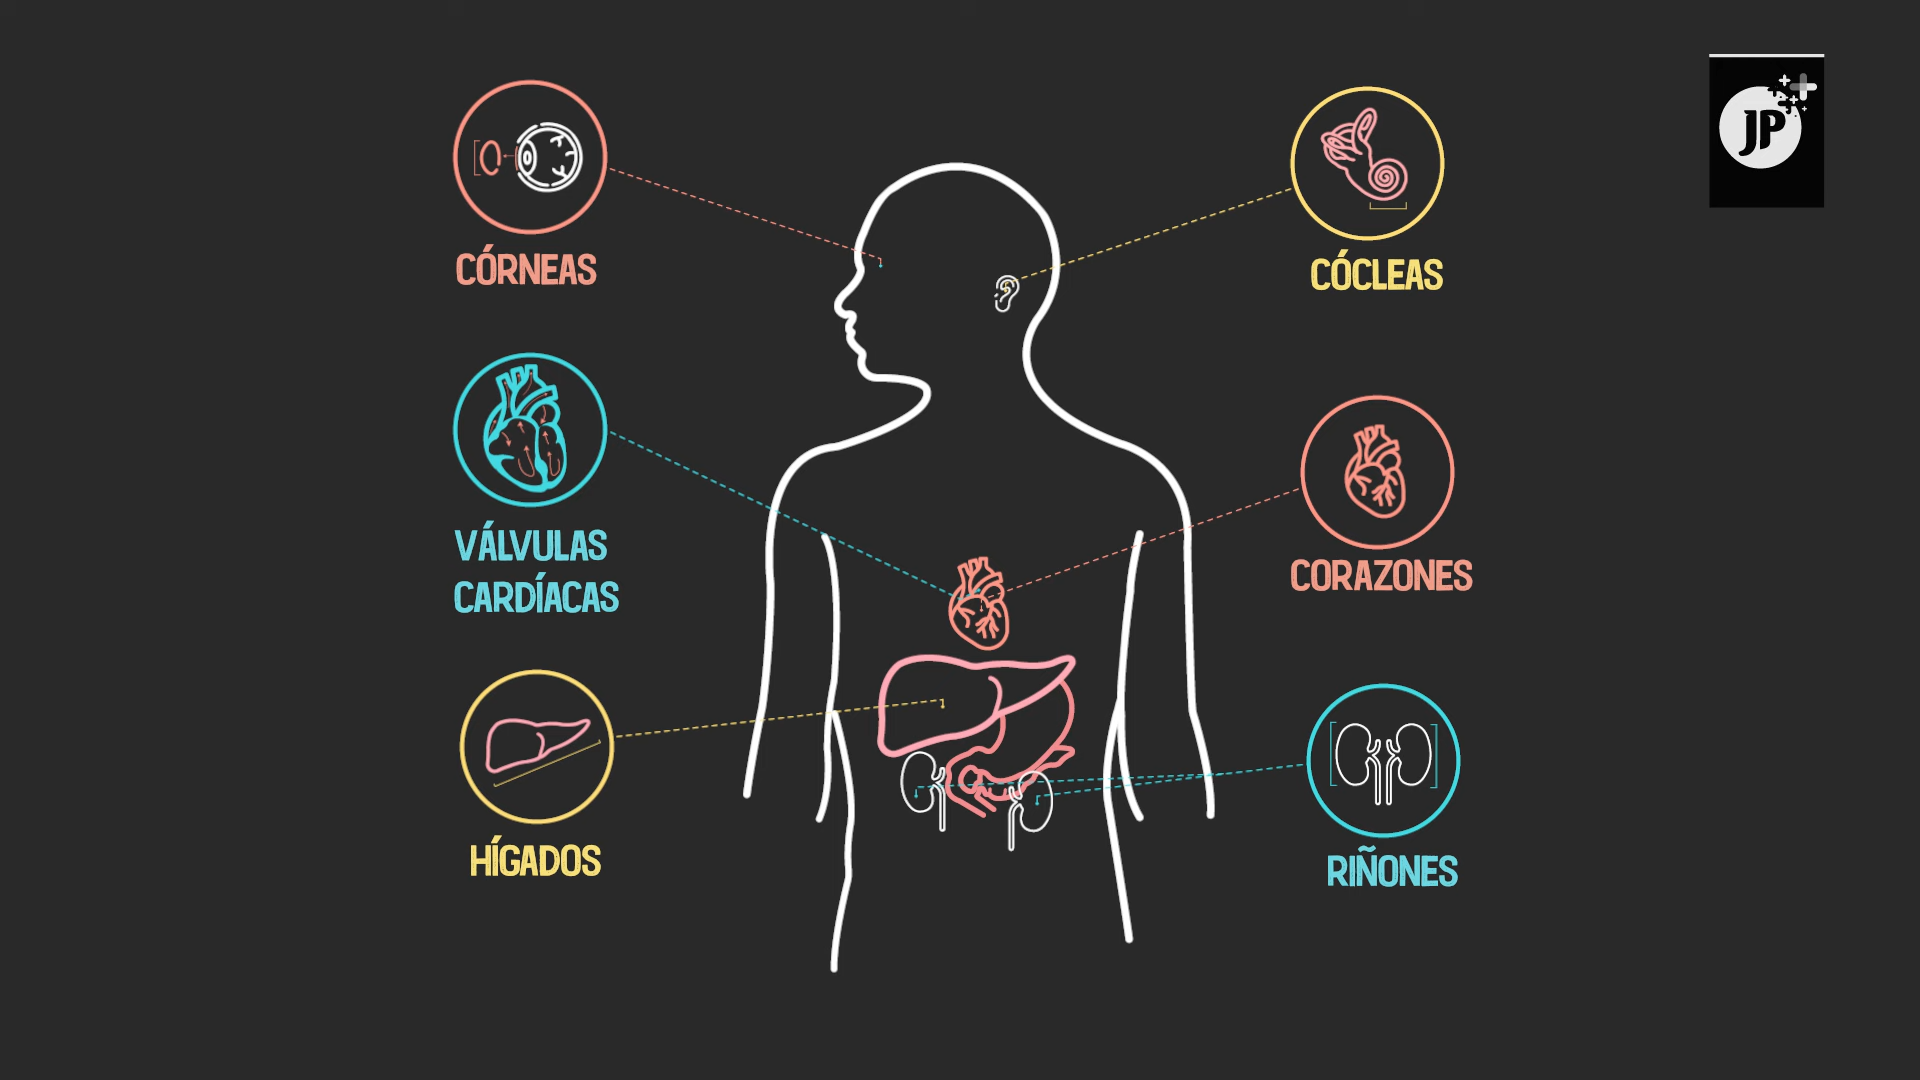 JP
CÓRNEAS
CÓCLEAS
VÁLVULAS
CARDÍACAS
CORAZONES
HÍGADOS
RIÑONES